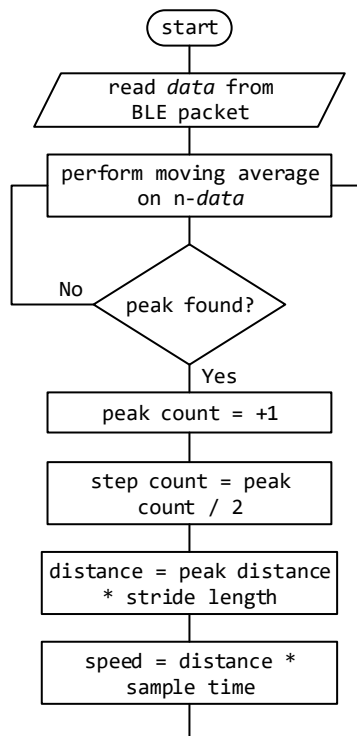 start
read data from
BLE packet
perform moving average
on n-data
No
peak found?
Yes
peak count = +1
step count = peak
count / 2
distance = peak distance
* stride length
speed = distance *
sample time